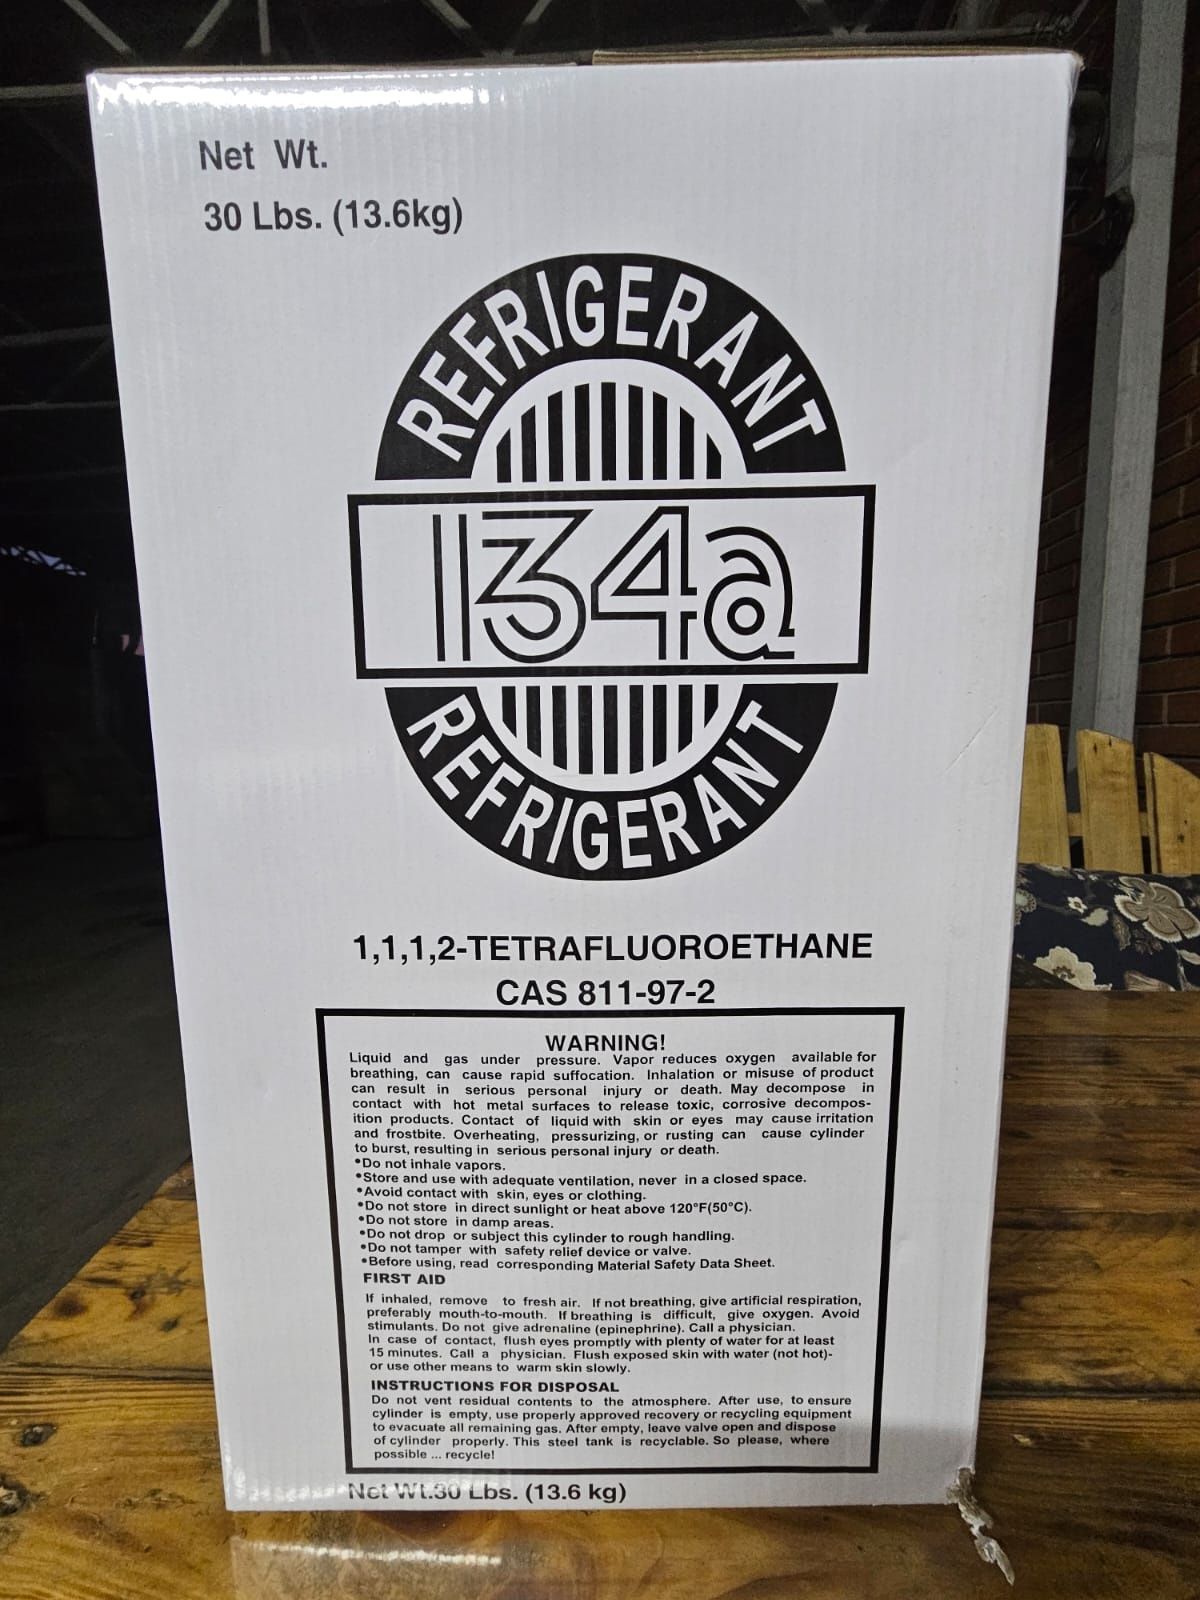 Net Wt.
30 Lbs. (13.6kg)
REFRIGERANT
134a
REFRIGERANT
1,1,1,2-TETRAFLUOROETHANE
CAS 811-97-2
WARNING!
Liquid and gas under pressure. Vapor reduces oxygen available for
breathing, can cause rapid suffocation. Inhalation or misuse of product
can result in serious personal injury or death. May decompose in
contact with hot metal surfaces to release toxic, corrosive decompos-
ition products. Contact of liquid with skin or eyes may cause irritation
and frostbite. Overheating, pressurizing, or rusting can cause cylinder
to burst, resulting in serious personal injury or death.
•Do not inhale vapors.
•Store and use with adequate ventilation, never in a closed space.
•Avoid contact with skin, eyes or clothing.
•Do not store in direct sunlight or heat above 120°F(50°C).
•Do not store in damp areas.
•Do not drop or subject this cylinder to rough handling.
•Do not tamper with safety relief device or valve.
•Before using, read corresponding Material Safety Data Sheet.
FIRST AID
If inhaled, remove to fresh air. If not breathing, give artificial respiration,
preferably mouth-to-mouth. If breathing is difficult, give oxygen. Avoid
stimulants. Do not give adrenaline (epinephrine). Call a physician.
In case of contact, flush eyes promptly with plenty of water for at least
15 minutes. Call a physician. Flush exposed skin with water (not hot)-
or use other means to warm skin slowly.
INSTRUCTIONS FOR DISPOSAL
Do not vent residual contents to the atmosphere. After use, to ensure
cylinder is empty, use properly approved recovery or recycling equipment
to evacuate all remaining gas. After empty, leave valve open and dispose
of cylinder properly. This steel tank is recyclable. So please, where
possible ... recycle!
Net Wt.30 Lbs. (13.6 kg)